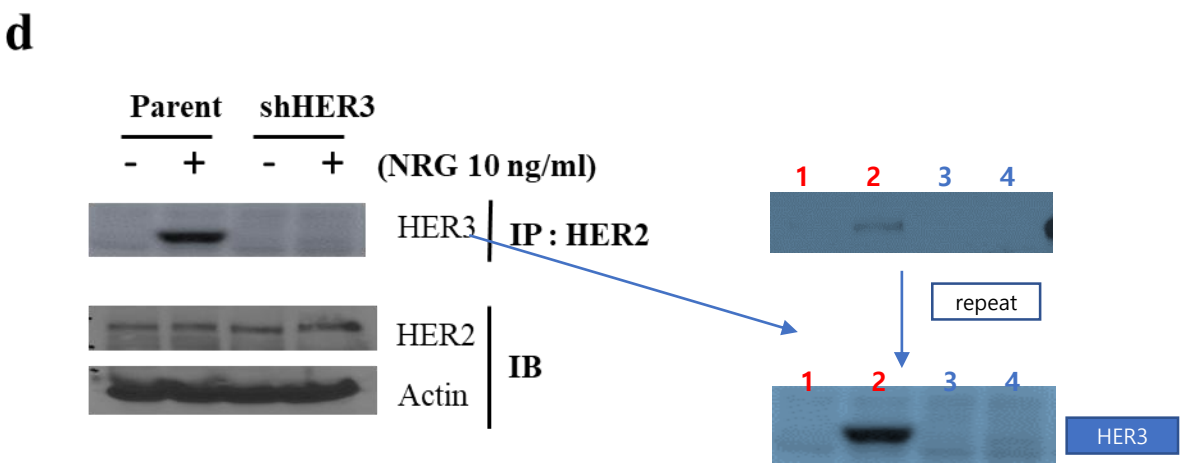 d
Parent shHER3
- + - + (NRG 10 ng/ml)
HER3 IP : HER2
HER2
Actin
IB
1 2 3 4
repeat
1 2 3 4
HER3